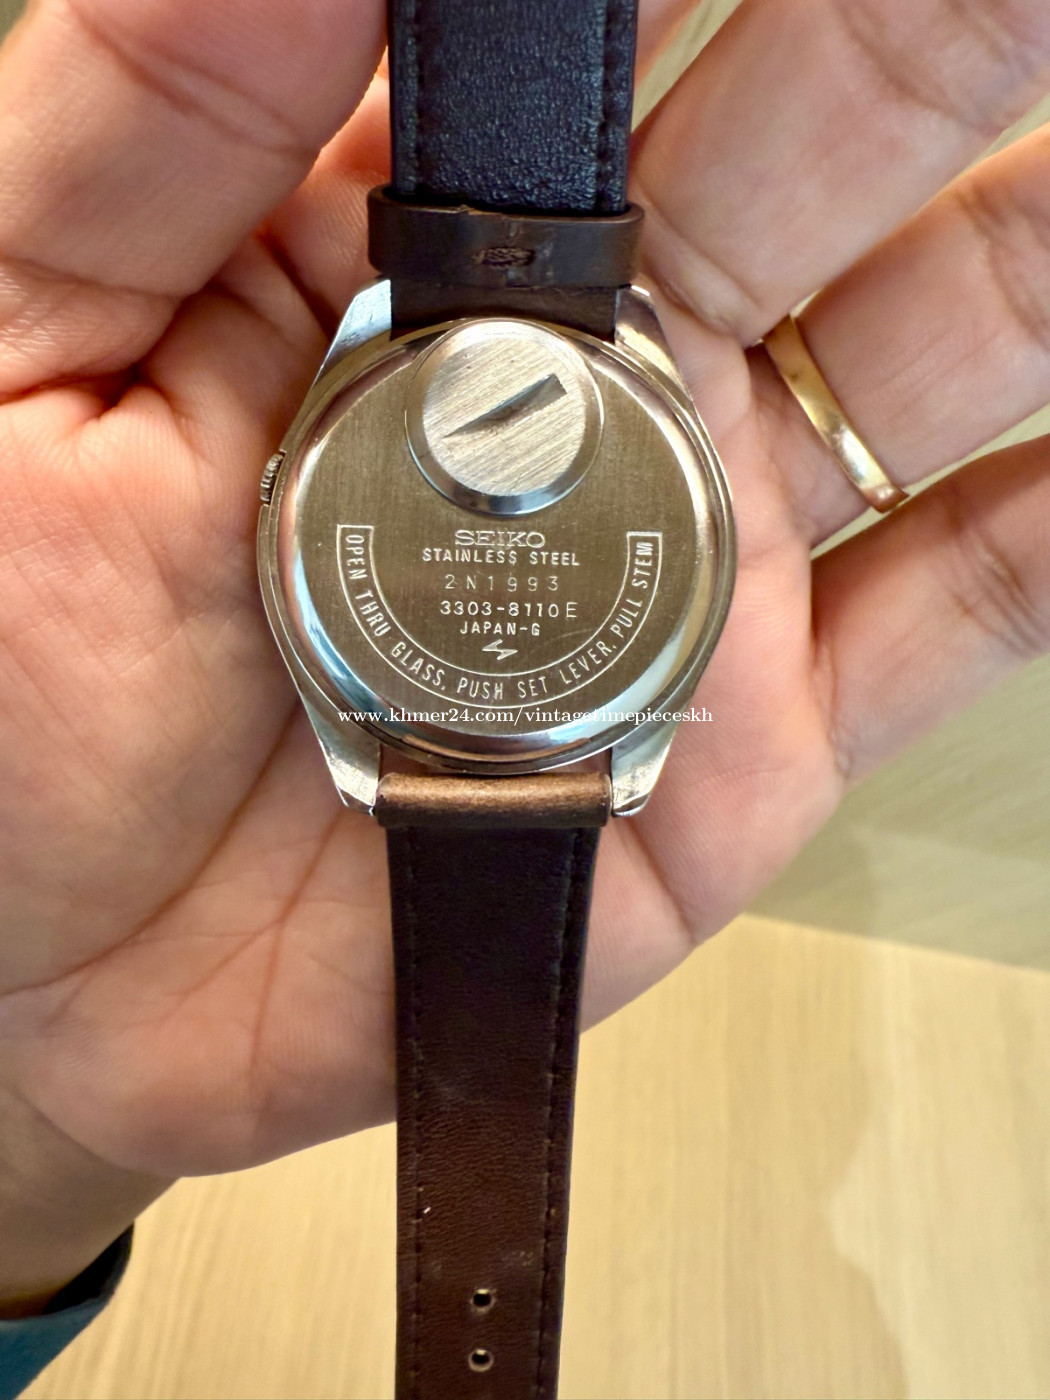 SEIKO
STAINLESS STEEL
2N1993
3303-8110E
JAPAN-G
OPEN THRU GLASS. PUSH SET LEVER. PULL STEM
www.khmer24.com/vintagetimepieceskh